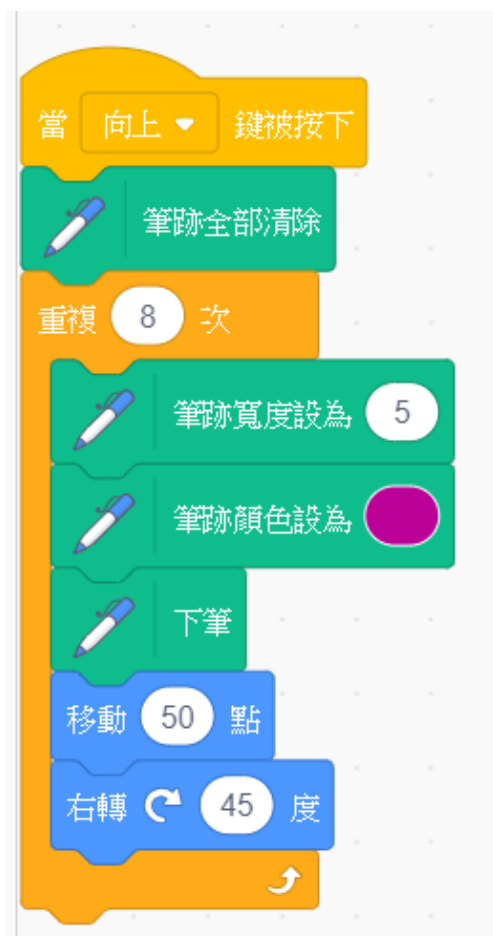 當 向上 鍵被按下
筆跡全部清除
重複 8 次
筆跡寬度設為 5
筆跡顏色設為
下筆
移動 50 點
右轉 45 度